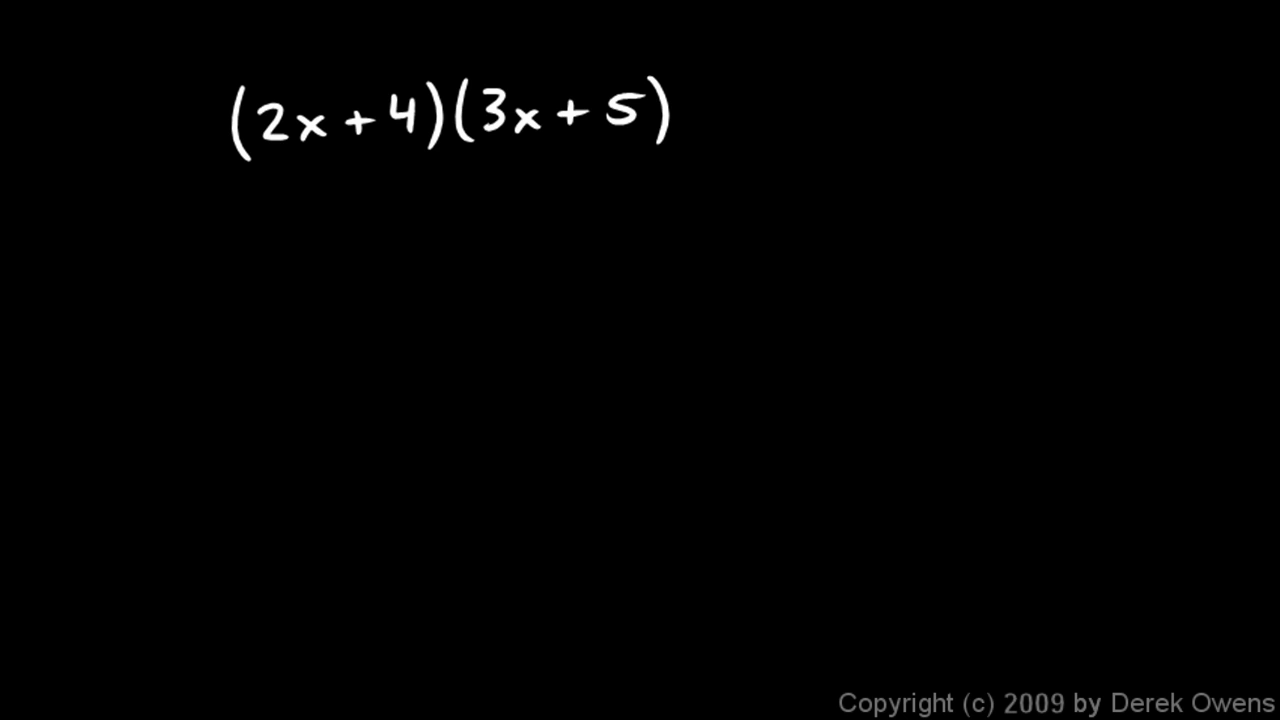 (2x + 4)(3x + 5)
Copyright (c) 2009 by Derek Owens